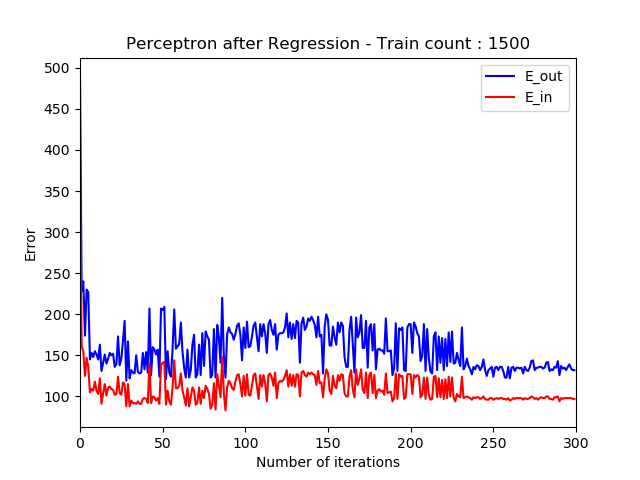 Perceptron after Regression - Train count : 1500
E_out
E_in
Error
500
450
400
350
300
250
200
150
100
0 50 100 150 200 250 300
Number of iterations